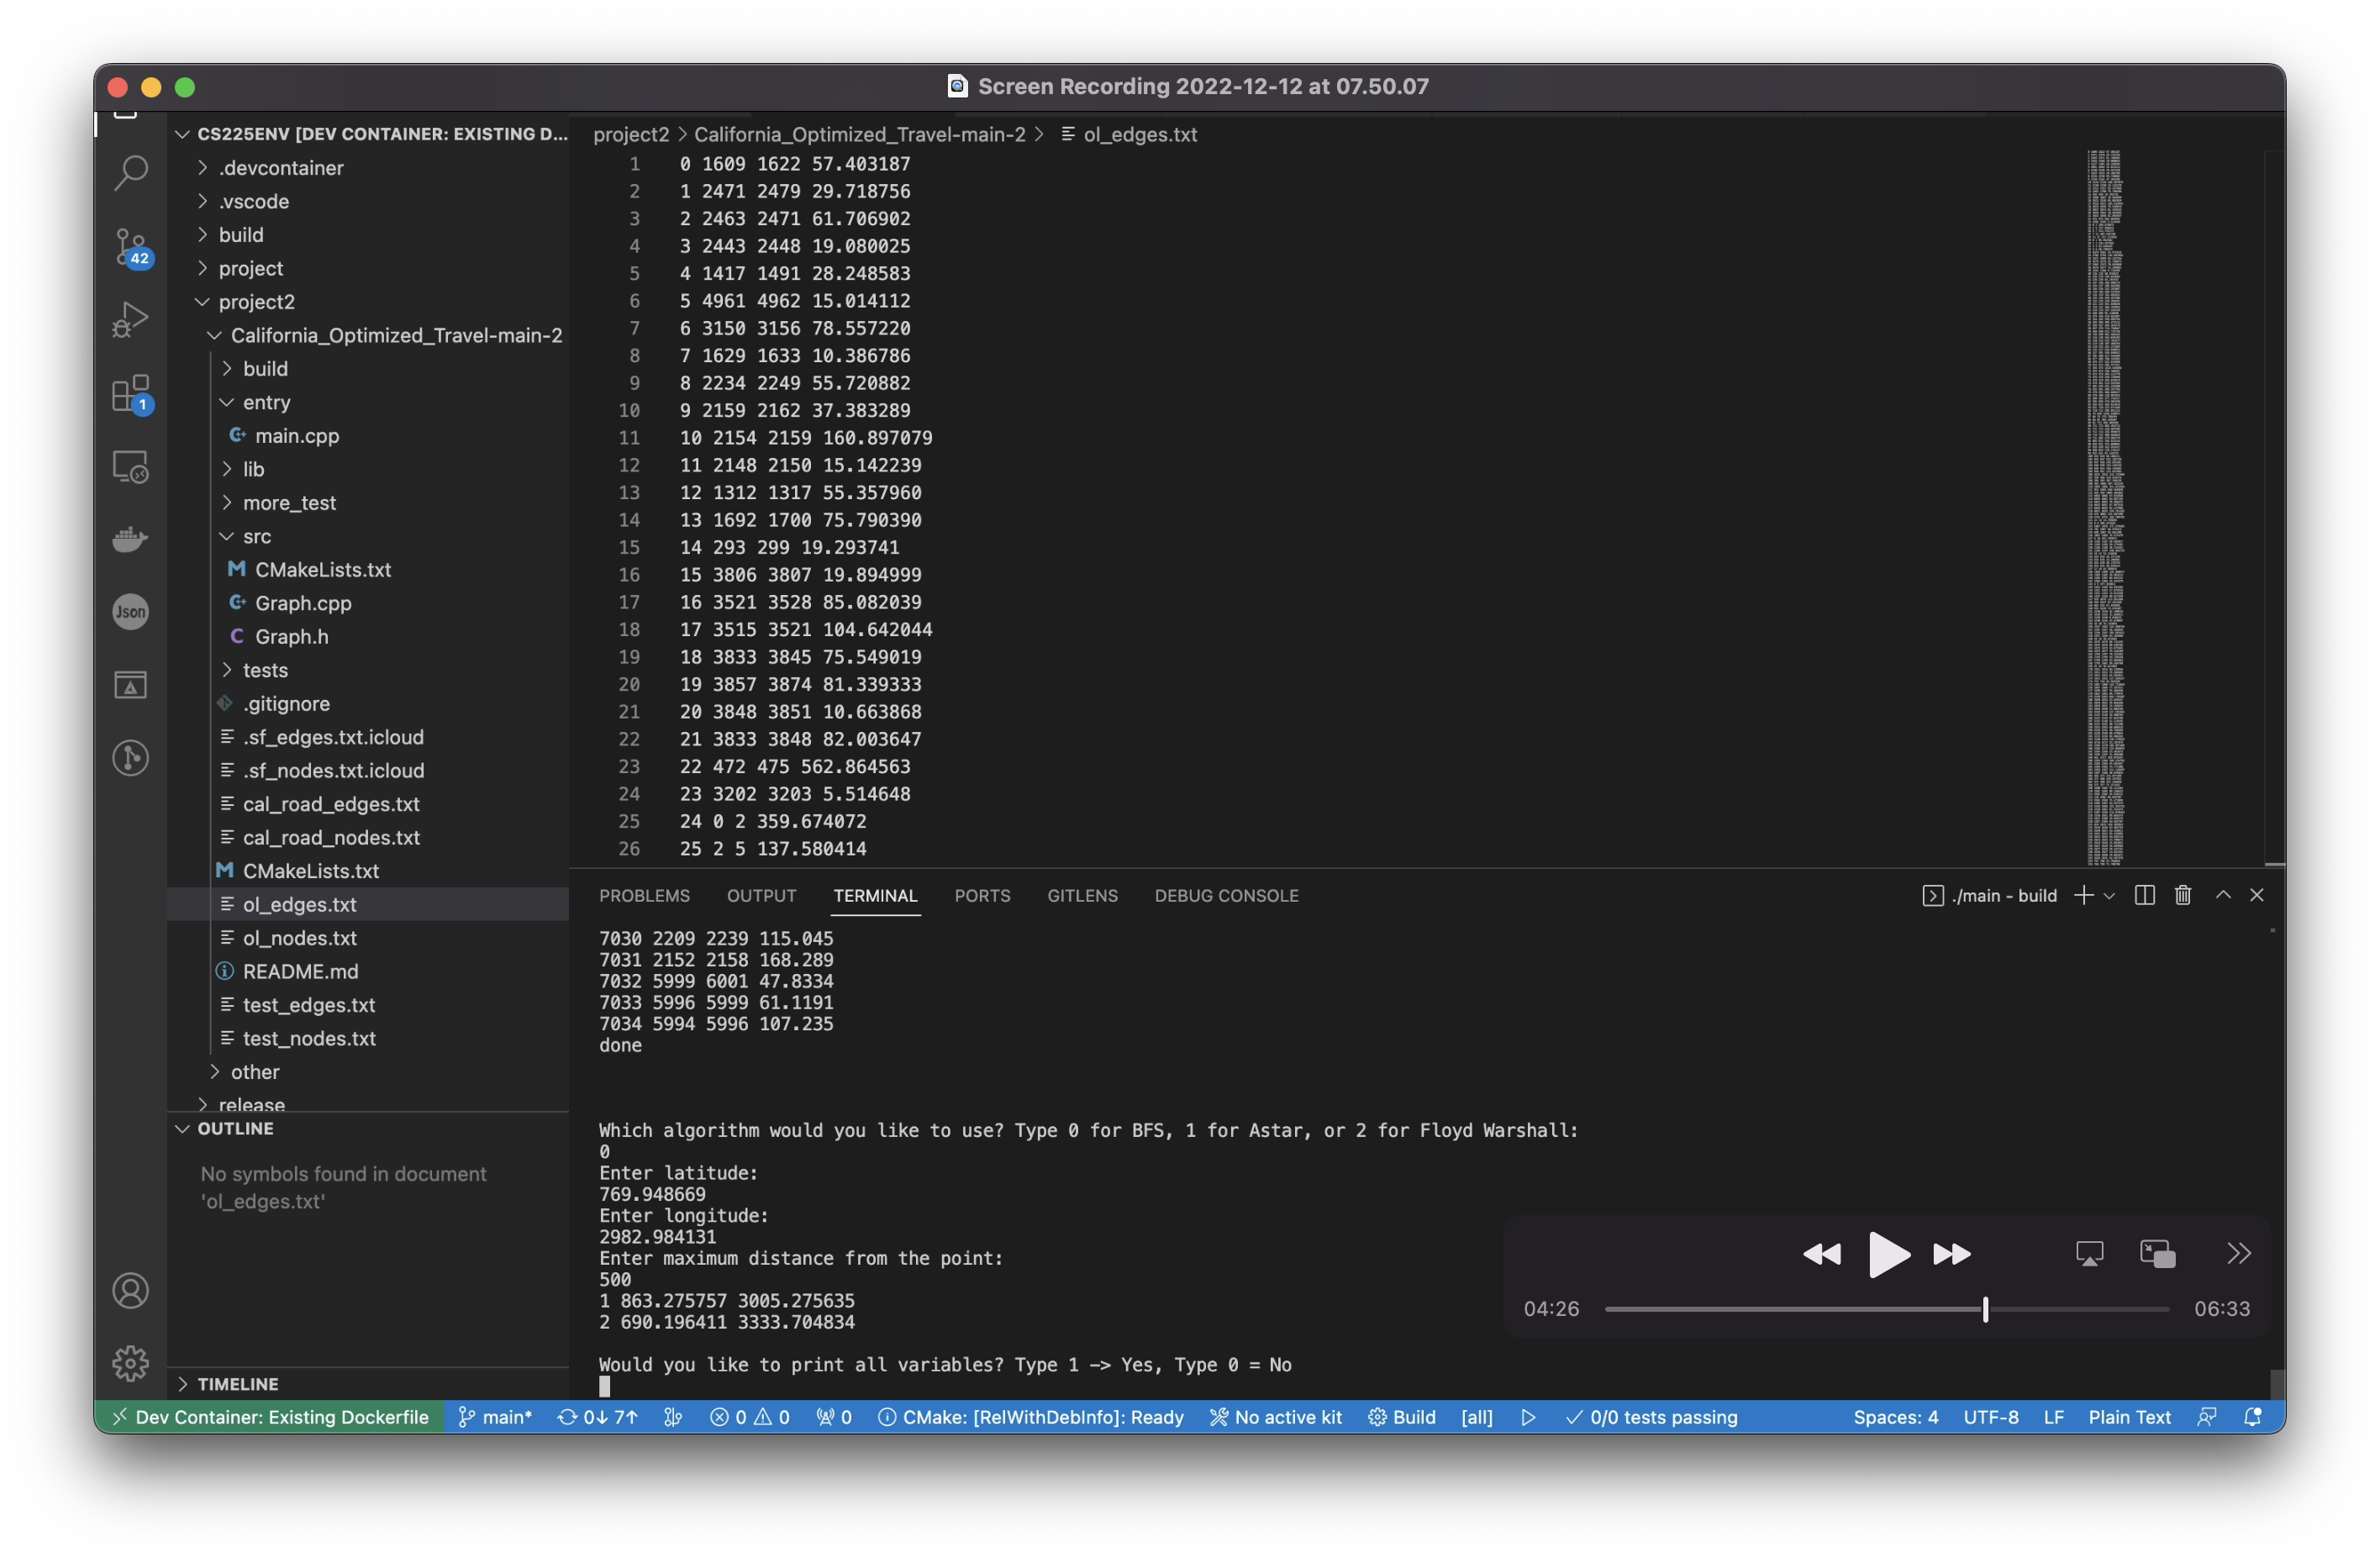 Screen Recording 2022-12-12 at 07.50.07
CS225ENV [DEV CONTAINER: EXISTING D...
.devcontainer
.vscode
build
project
project2
California_Optimized_Travel-main-2
build
entry
main.cpp
lib
more_test
src
M CMakeLists.txt
Graph.cpp
C Graph.h
tests
.gitignore
.sf_edges.txt.icloud
.sf_nodes.txt.icloud
cal_road_edges.txt
cal_road_nodes.txt
M CMakeLists.txt
ol_edges.txt
ol_nodes.txt
README.md
test_edges.txt
test_nodes.txt
other
release
OUTLINE
No symbols found in document
'ol_edges.txt'
TIMELINE
42
1
Json
project2 > California_Optimized_Travel-main-2 > ol_edges.txt
1 0 1609 1622 57.403187
2 1 2471 2479 29.718756
3 2 2463 2471 61.706902
4 3 2443 2448 19.080025
5 4 1417 1491 28.248583
6 5 4961 4962 15.014112
7 6 3150 3156 78.557220
8 7 1629 1633 10.386786
9 8 2234 2249 55.720882
10 9 2159 2162 37.383289
11 10 2154 2159 160.897079
12 11 2148 2150 15.142239
13 12 1312 1317 55.357960
14 13 1692 1700 75.790390
15 14 293 299 19.293741
16 15 3806 3807 19.894999
17 16 3521 3528 85.082039
18 17 3515 3521 104.642044
19 18 3833 3845 75.549019
20 19 3857 3874 81.339333
21 20 3848 3851 10.663868
22 21 3833 3848 82.003647
23 22 472 475 562.864563
24 23 3202 3203 5.514648
25 24 0 2 359.674072
26 25 2 5 137.580414
PROBLEMS OUTPUT TERMINAL PORTS GITLENS DEBUG CONSOLE ./main - build
7030 2209 2239 115.045
7031 2152 2158 168.289
7032 5999 6001 47.8334
7033 5996 5999 61.1191
7034 5994 5996 107.235
done
Which algorithm would you like to use? Type 0 for BFS, 1 for Astar, or 2 for Floyd Warshall:
0
Enter latitude:
769.948669
Enter longitude:
2982.984131
Enter maximum distance from the point:
500
1 863.275757 3005.275635
2 690.196411 3333.704834
Would you like to print all variables? Type 1 -> Yes, Type 0 = No
04:26 06:33
Dev Container: Existing Dockerfile main* 0↓ 7↑ 0 0 0 CMake: [RelWithDebInfo]: Ready No active kit Build [all] 0/0 tests passing Spaces: 4 UTF-8 LF Plain Text